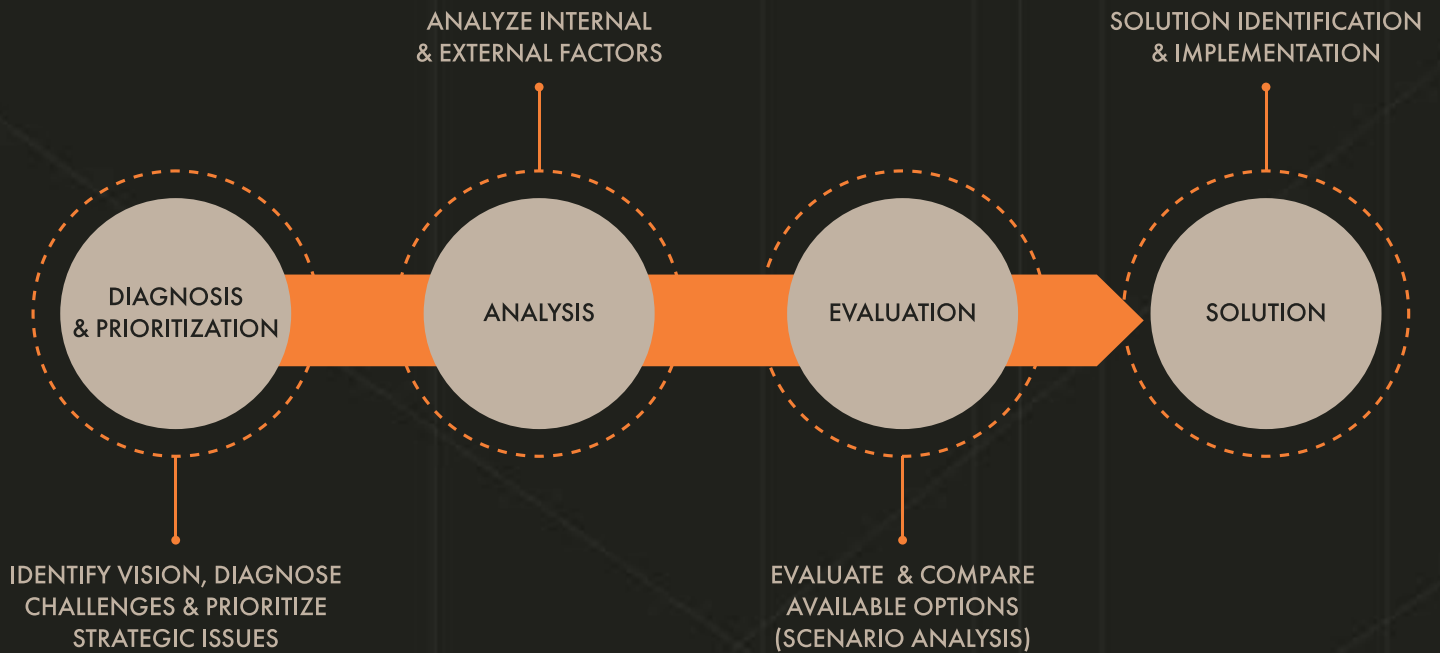 ANALYZE INTERNAL
& EXTERNAL FACTORS
SOLUTION IDENTIFICATION
& IMPLEMENTATION
DIAGNOSIS
& PRIORITIZATION
ANALYSIS
EVALUATION
SOLUTION
IDENTIFY VISION, DIAGNOSE
CHALLENGES & PRIORITIZE
STRATEGIC ISSUES
EVALUATE & COMPARE
AVAILABLE OPTIONS
(SCENARIO ANALYSIS)